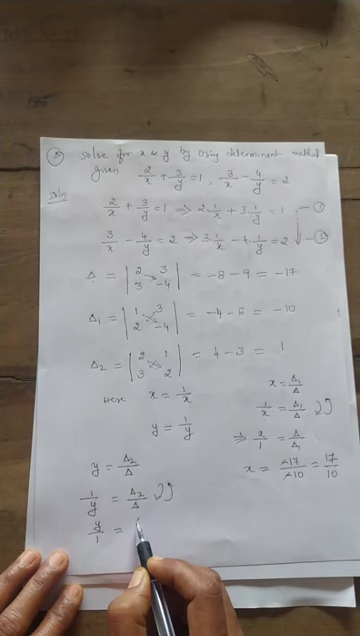 ⑤ Solve for x & y by using determinant method
given 2/x + 3/y = 1, 3/x - 4/y = 2
Soln
2/x + 3/y = 1 ⇒ 2 1/x + 3 1/y = 1 — ①
3/x - 4/y = 2 ⇒ 3 1/x - 4 1/y = 2 — ②
Δ = |2 3; 3 -4| = -8 - 9 = -17
Δ₁ = |1 3; 2 -4| = -4 - 6 = -10
Δ₂ = |2 1; 3 2| = 4 - 3 = 1
Here x = 1/x
y = 1/y
x = Δ₁/Δ
1/x = Δ₁/Δ
⇒ x/1 = Δ/Δ₁
x = -17/-10 = 17/10
y = Δ₂/Δ
1/y = Δ₂/Δ
y/1 =